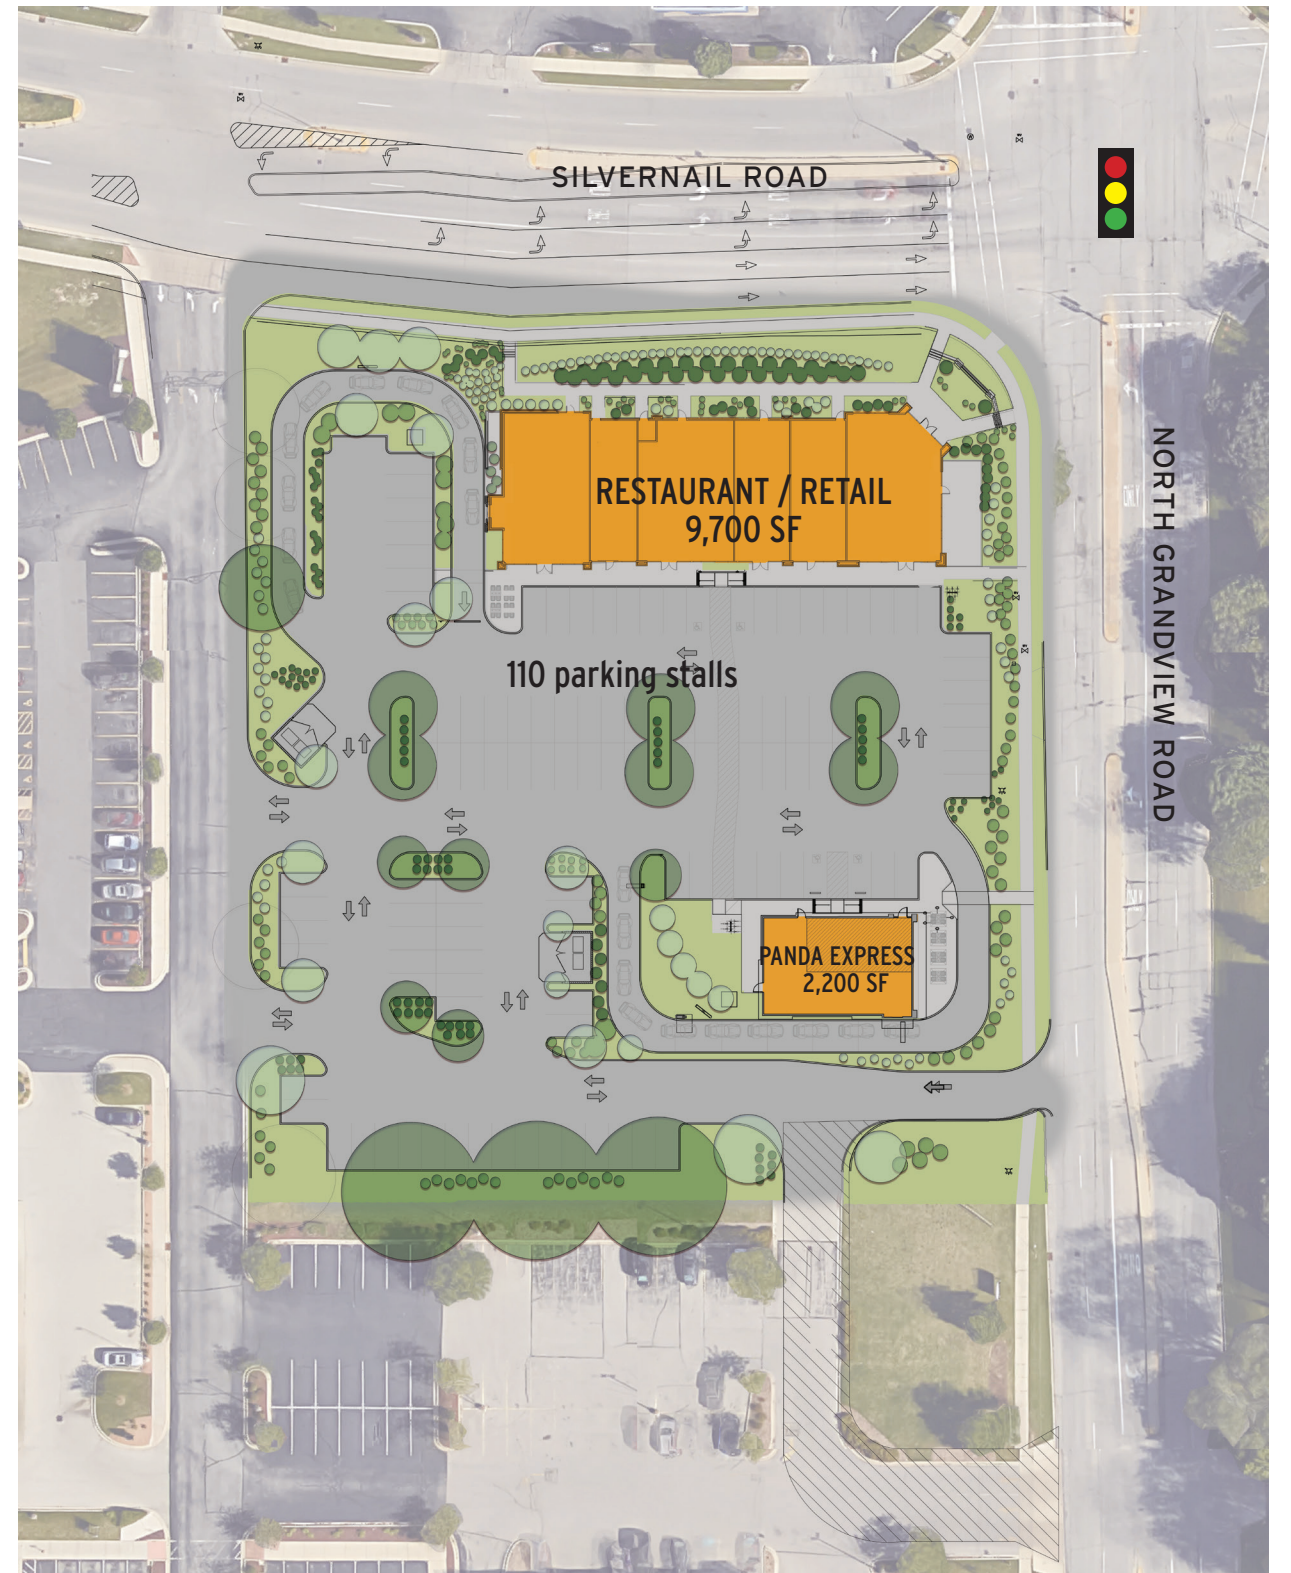 SILVERNAIL ROAD
RESTAURANT / RETAIL
9,700 SF
NORTH GRANDVIEW ROAD
110 parking stalls
PANDA EXPRESS
2,200 SF